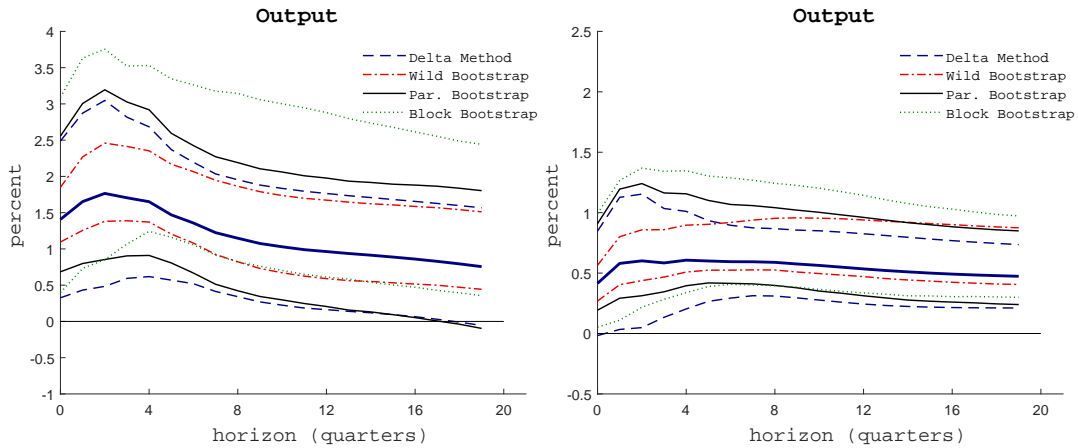 Output
4
3.5
3
2.5
2
1.5
1
0.5
0
-0.5
-1
percent
Delta Method
Wild Bootstrap
Par. Bootstrap
Block Bootstrap
0 4 8 12 16 20
horizon (quarters)
Output
2.5
2
1.5
1
0.5
0
-0.5
percent
Delta Method
Wild Bootstrap
Par. Bootstrap
Block Bootstrap
0 4 8 12 16 20
horizon (quarters)